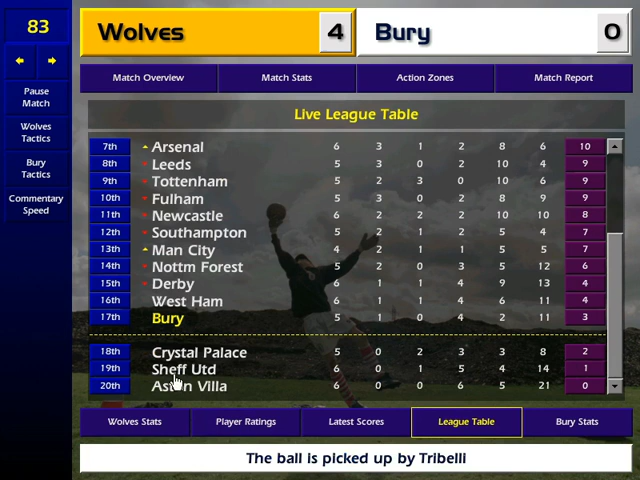 83
Wolves 4 Bury 0
Match Overview Match Stats Action Zones Match Report
Pause Match
Wolves Tactics
Bury Tactics
Commentary Speed
Live League Table
7th Arsenal 6 3 1 2 8 6 10
8th Leeds 5 3 0 2 10 4 9
9th Tottenham 5 2 3 0 10 6 9
10th Fulham 5 3 0 2 8 9 9
11th Newcastle 6 2 2 2 10 10 8
12th Southampton 5 2 1 2 5 4 7
13th Man City 4 2 1 1 5 5 7
14th Nottm Forest 5 2 0 3 5 12 6
15th Derby 6 1 1 4 9 13 4
16th West Ham 6 1 1 4 6 11 4
17th Bury 5 1 0 4 2 11 3
18th Crystal Palace 5 0 2 3 3 8 2
19th Sheff Utd 6 0 1 5 4 14 1
20th Aston Villa 6 0 0 6 5 21 0
Wolves Stats Player Ratings Latest Scores League Table Bury Stats
The ball is picked up by Tribelli